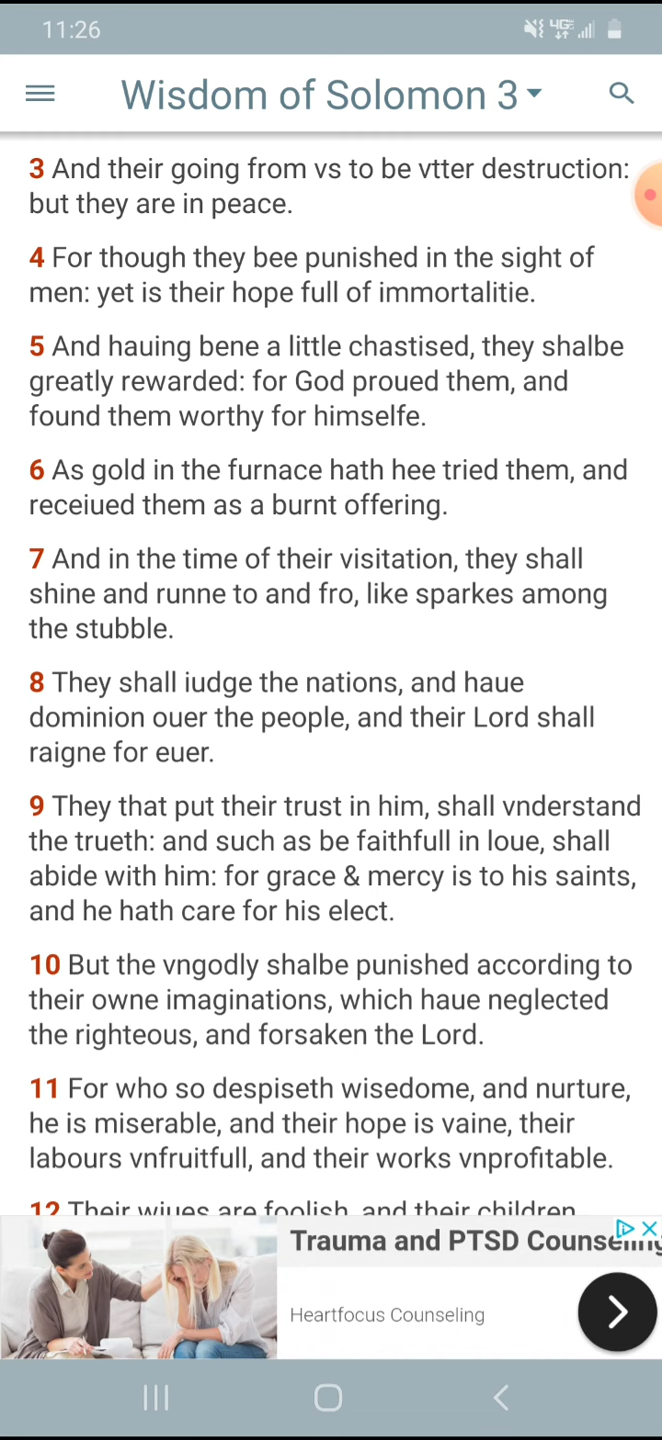 11:26
4GE
Wisdom of Solomon 3
3 And their going from vs to be vtter destruction:
but they are in peace.
4 For though they bee punished in the sight of
men: yet is their hope full of immortalitie.
5 And hauing bene a little chastised, they shalbe
greatly rewarded: for God proued them, and
found them worthy for himselfe.
6 As gold in the furnace hath hee tried them, and
receiued them as a burnt offering.
7 And in the time of their visitation, they shall
shine and runne to and fro, like sparkes among
the stubble.
8 They shall iudge the nations, and haue
dominion ouer the people, and their Lord shall
raigne for euer.
9 They that put their trust in him, shall vnderstand
the trueth: and such as be faithfull in loue, shall
abide with him: for grace & mercy is to his saints,
and he hath care for his elect.
10 But the vngodly shalbe punished according to
their owne imaginations, which haue neglected
the righteous, and forsaken the Lord.
11 For who so despiseth wisedome, and nurture,
he is miserable, and their hope is vaine, their
labours vnfruitfull, and their works vnprofitable.
12 Their wiues are foolish, and their children
Trauma and PTSD Counseling
Heartfocus Counseling